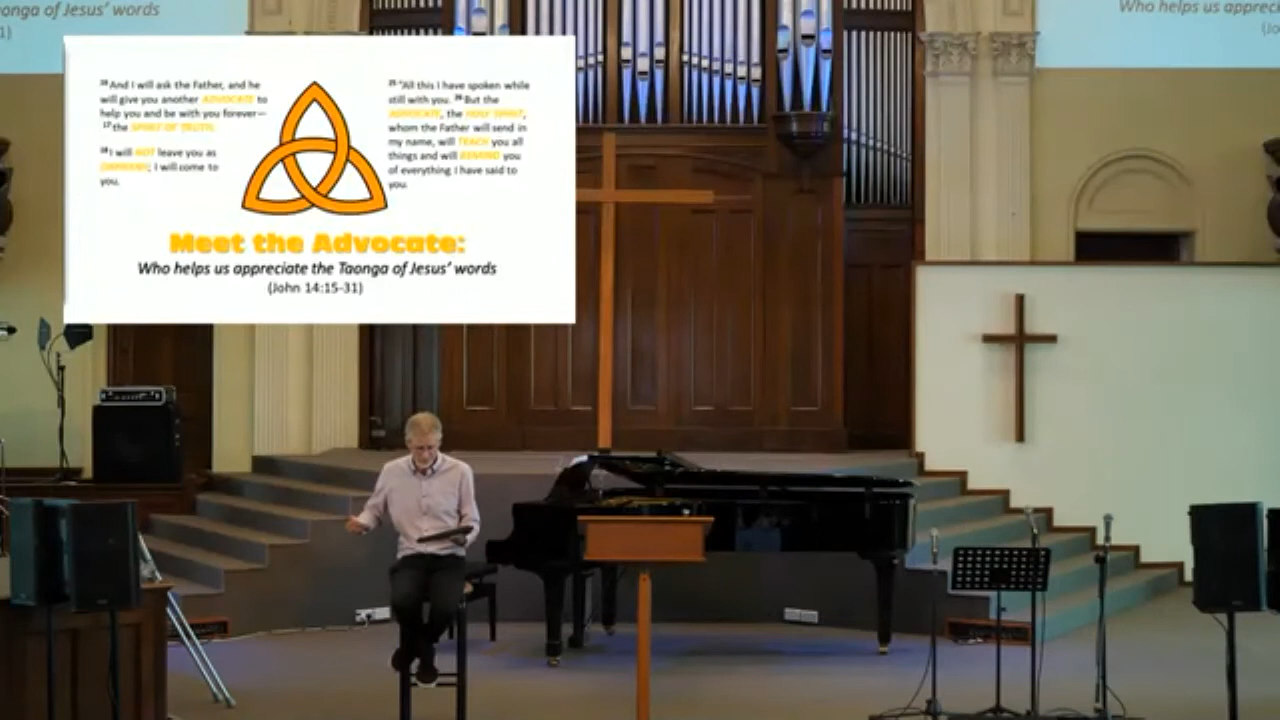 aonga of Jesus' words
1)
Who helps us apprec
(Jo
16 And I will ask the Father, and he
will give you another ADVOCATE to
help you and be with you forever—
17 the SPIRIT OF TRUTH.
18 I will NOT leave you as
ORPHANS; I will come to
you.
25 "All this I have spoken while
still with you. 26 But the
ADVOCATE, the HOLY SPIRIT,
whom the Father will send in
my name, will TEACH you all
things and will REMIND you
of everything I have said to
you.
Meet the Advocate:
Who helps us appreciate the Taonga of Jesus' words
(John 14:15-31)